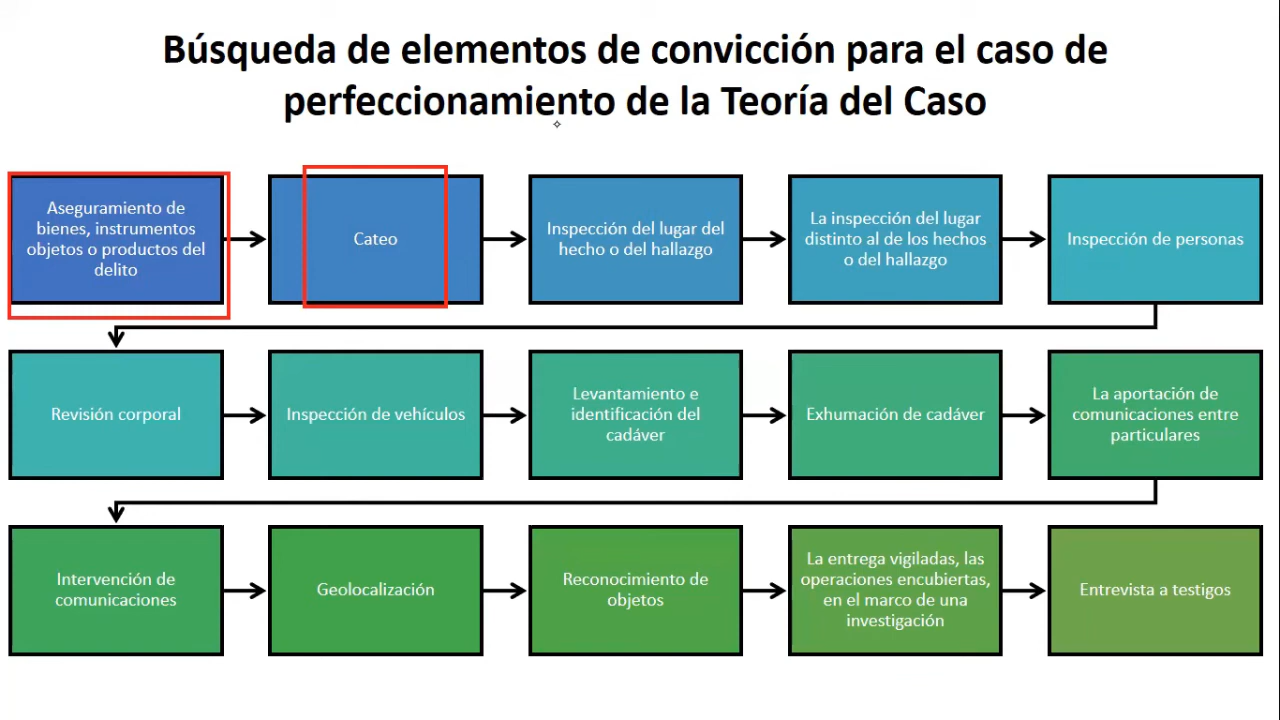 Búsqueda de elementos de convicción para el caso de
perfeccionamiento de la Teoría del Caso
Aseguramiento de
bienes, instrumentos
objetos o productos del
delito
Cateo
Inspección del lugar del
hecho o del hallazgo
La inspección del lugar
distinto al de los hechos
o del hallazgo
Inspección de personas
Revisión corporal
Inspección de vehículos
Levantamiento e
identificación del
cadáver
Exhumación de cadáver
La aportación de
comunicaciones entre
particulares
Intervención de
comunicaciones
Geolocalización
Reconocimiento de
objetos
La entrega vigiladas, las
operaciones encubiertas,
en el marco de una
investigación
Entrevista a testigos